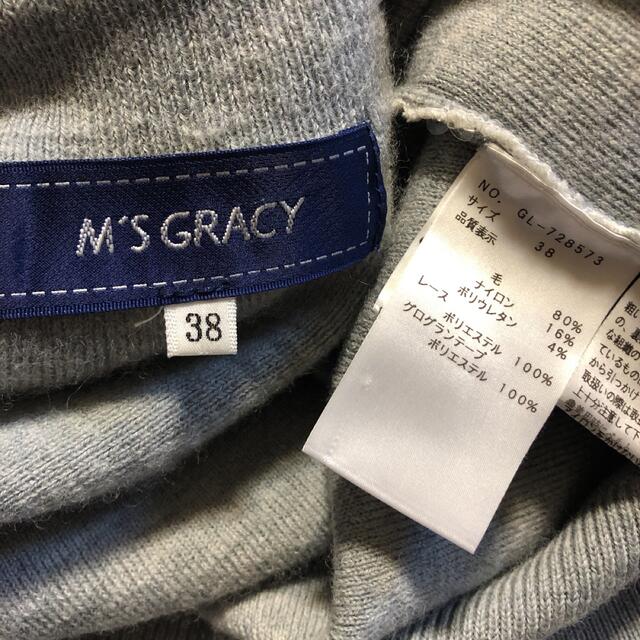 M'S GRACY
38
NO. GL-728573
サイズ 38
品質表示
毛 80%
ナイロン 16%
ポリウレタン 4%
レース
ポリエステル 100%
グログランテープ
ポリエステル 100%